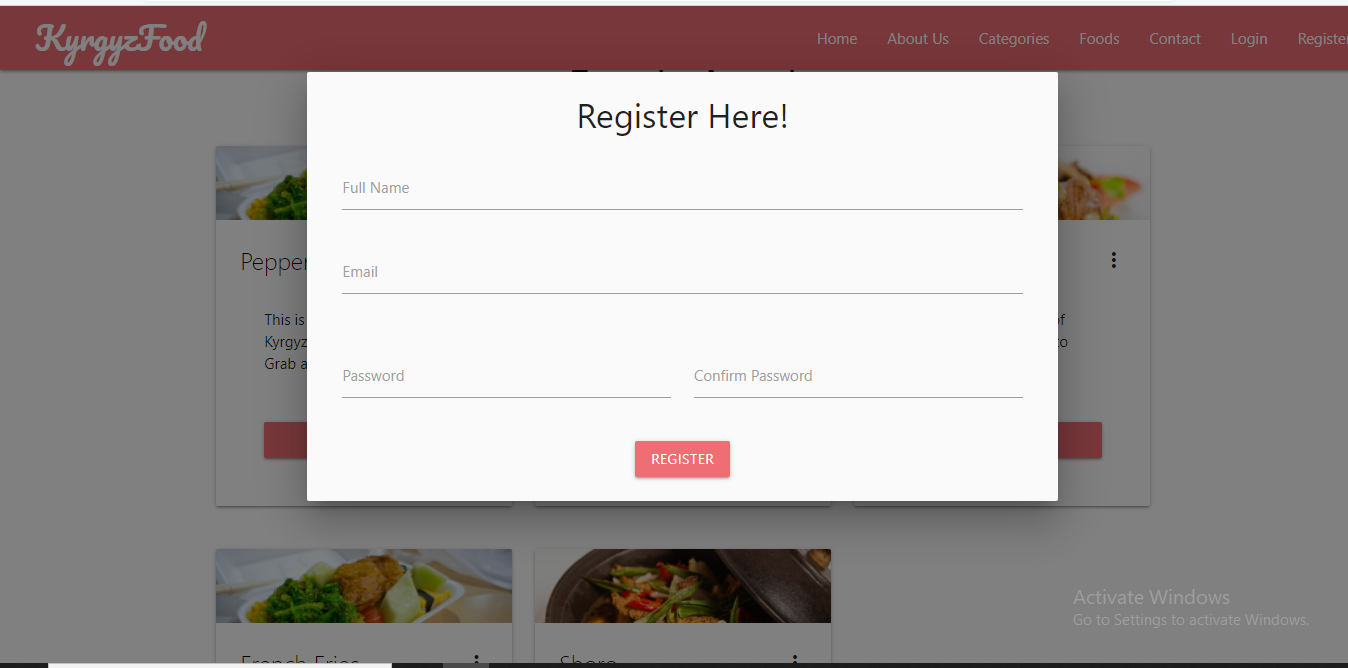 KyrgyzFood
Home About Us Categories Foods Contact Login Register
Register Here!
Full Name
Email
Password Confirm Password
REGISTER
Pepper
This is of
Kyrgyz to
Grab a
French Fries
Shoro
Activate Windows
Go to Settings to activate Windows.